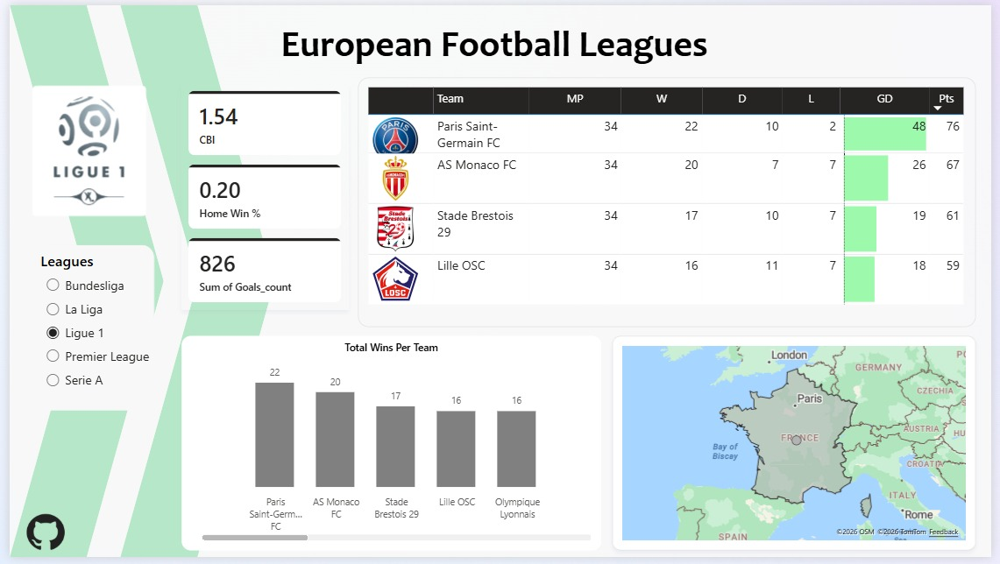 European Football Leagues
LIGUE 1
1.54
CBI
0.20
Home Win %
826
Sum of Goals_count
Team MP W D L GD Pts
PARIS
Paris Saint-
Germain FC 34 22 10 2 48 76
AS Monaco FC 34 20 7 7 26 67
Stade
Brestois
29
Stade Brestois
29 34 17 10 7 19 61
LOSC
Lille OSC 34 16 11 7 18 59
Leagues
Bundesliga
La Liga
Ligue 1
Premier League
Serie A
Total Wins Per Team
22
20
17
16
16
Paris
Saint-Germ...
FC
AS Monaco
FC
Stade
Brestois 29
Lille OSC
Olympique
Lyonnais
London
GERMANY
PO
Paris
CZECHIA
FRANCE
AUSTRIA
HU
Bay of
Biscay
CROATIA
ITALY
Rome
SPAIN
©2026 OSM ©2026 TomTom Feedback